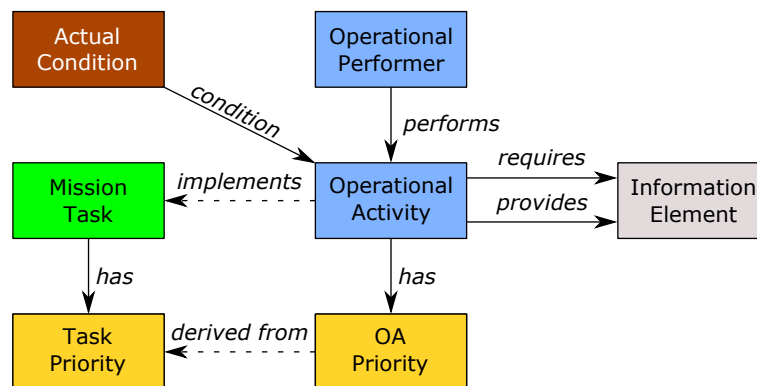 Actual
Condition
Operational
Performer
condition
performs
Mission
Task
implements
Operational
Activity
requires
provides
Information
Element
has
has
Task
Priority
derived from
OA
Priority